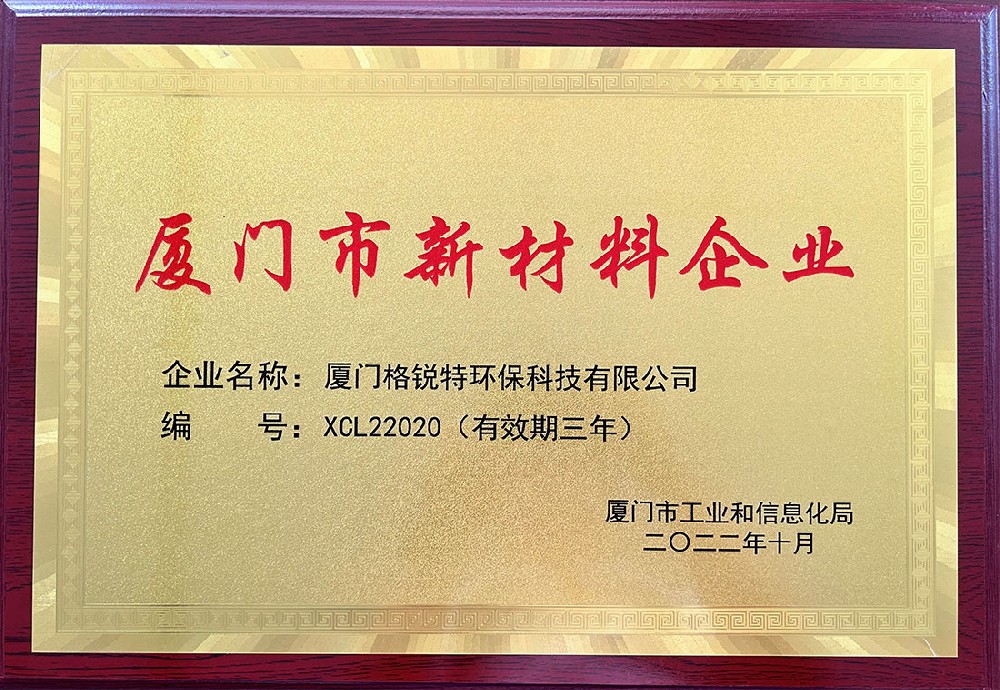 厦门市新材料企业
企业名称：厦门格锐特环保科技有限公司
编　　号：XCL22020（有效期三年）
厦门市工业和信息化局
二〇二二年十月